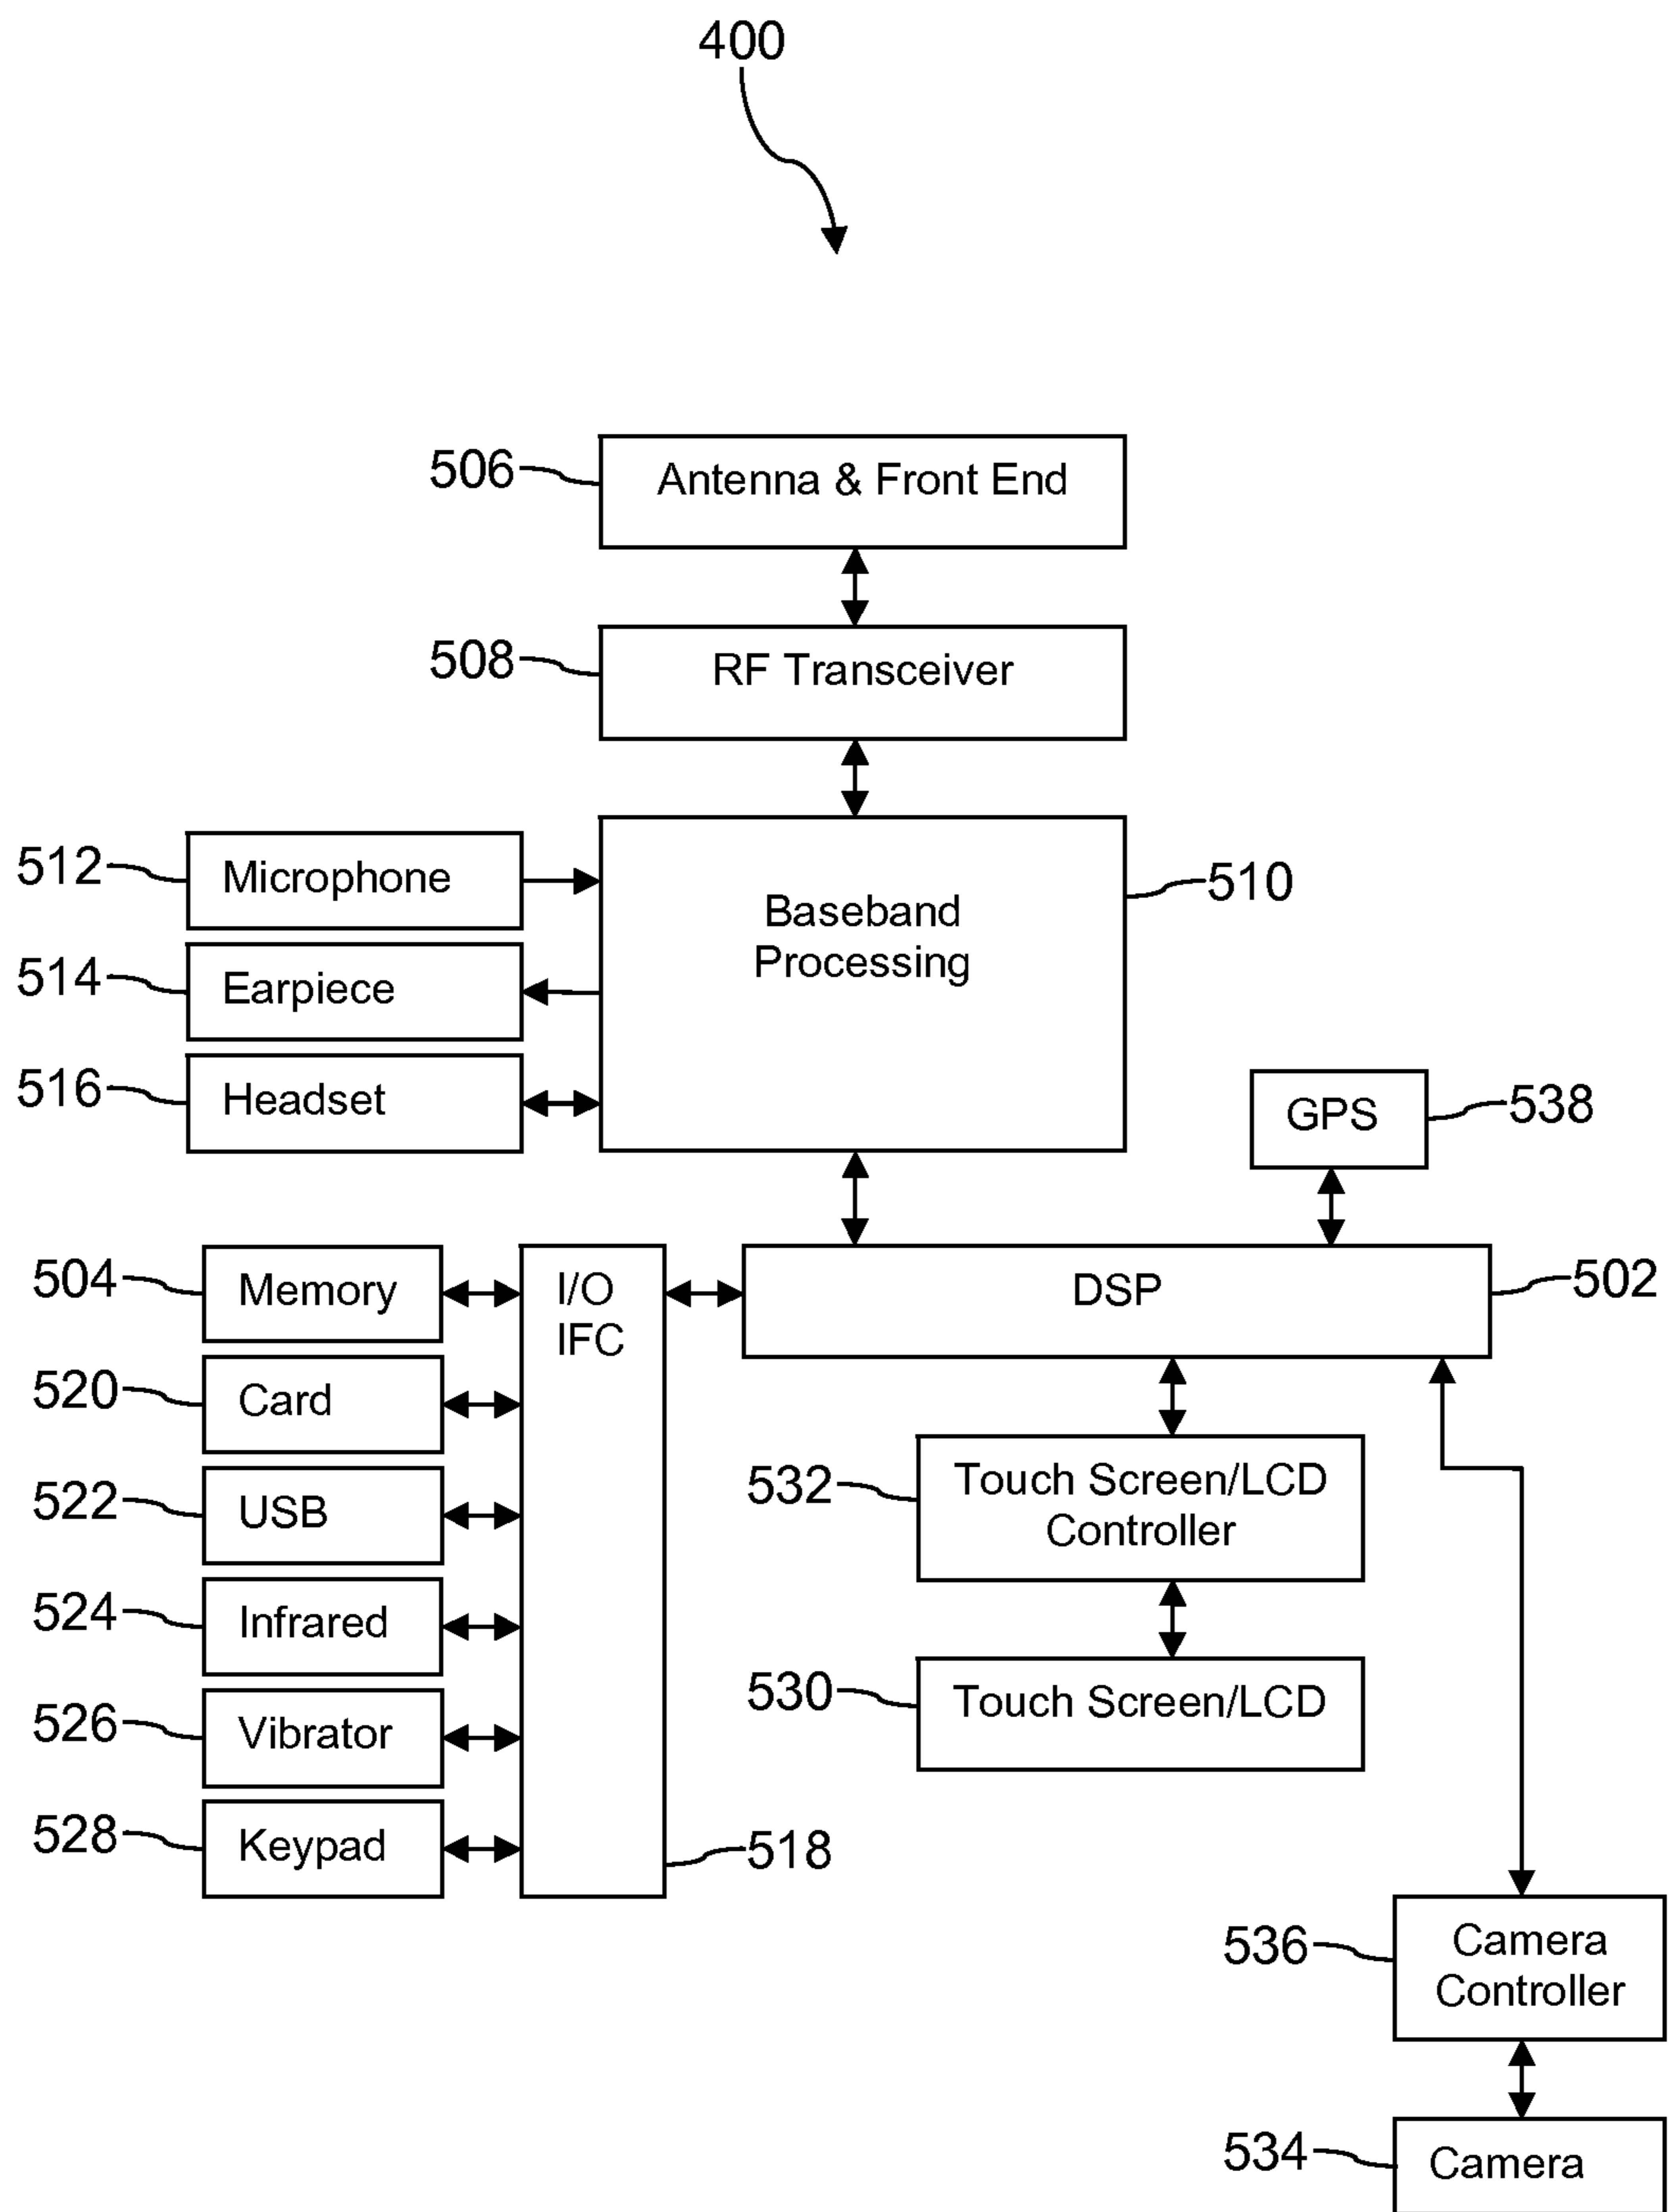 400
506
Antenna & Front End
508
RF Transceiver
512
Microphone
510
Baseband
Processing
514
Earpiece
516
Headset
GPS
538
504
Memory
I/O
IFC
DSP
502
520
Card
522
USB
532
Touch Screen/LCD
Controller
524
Infrared
530
Touch Screen/LCD
526
Vibrator
528
Keypad
518
536
Camera
Controller
534
Camera